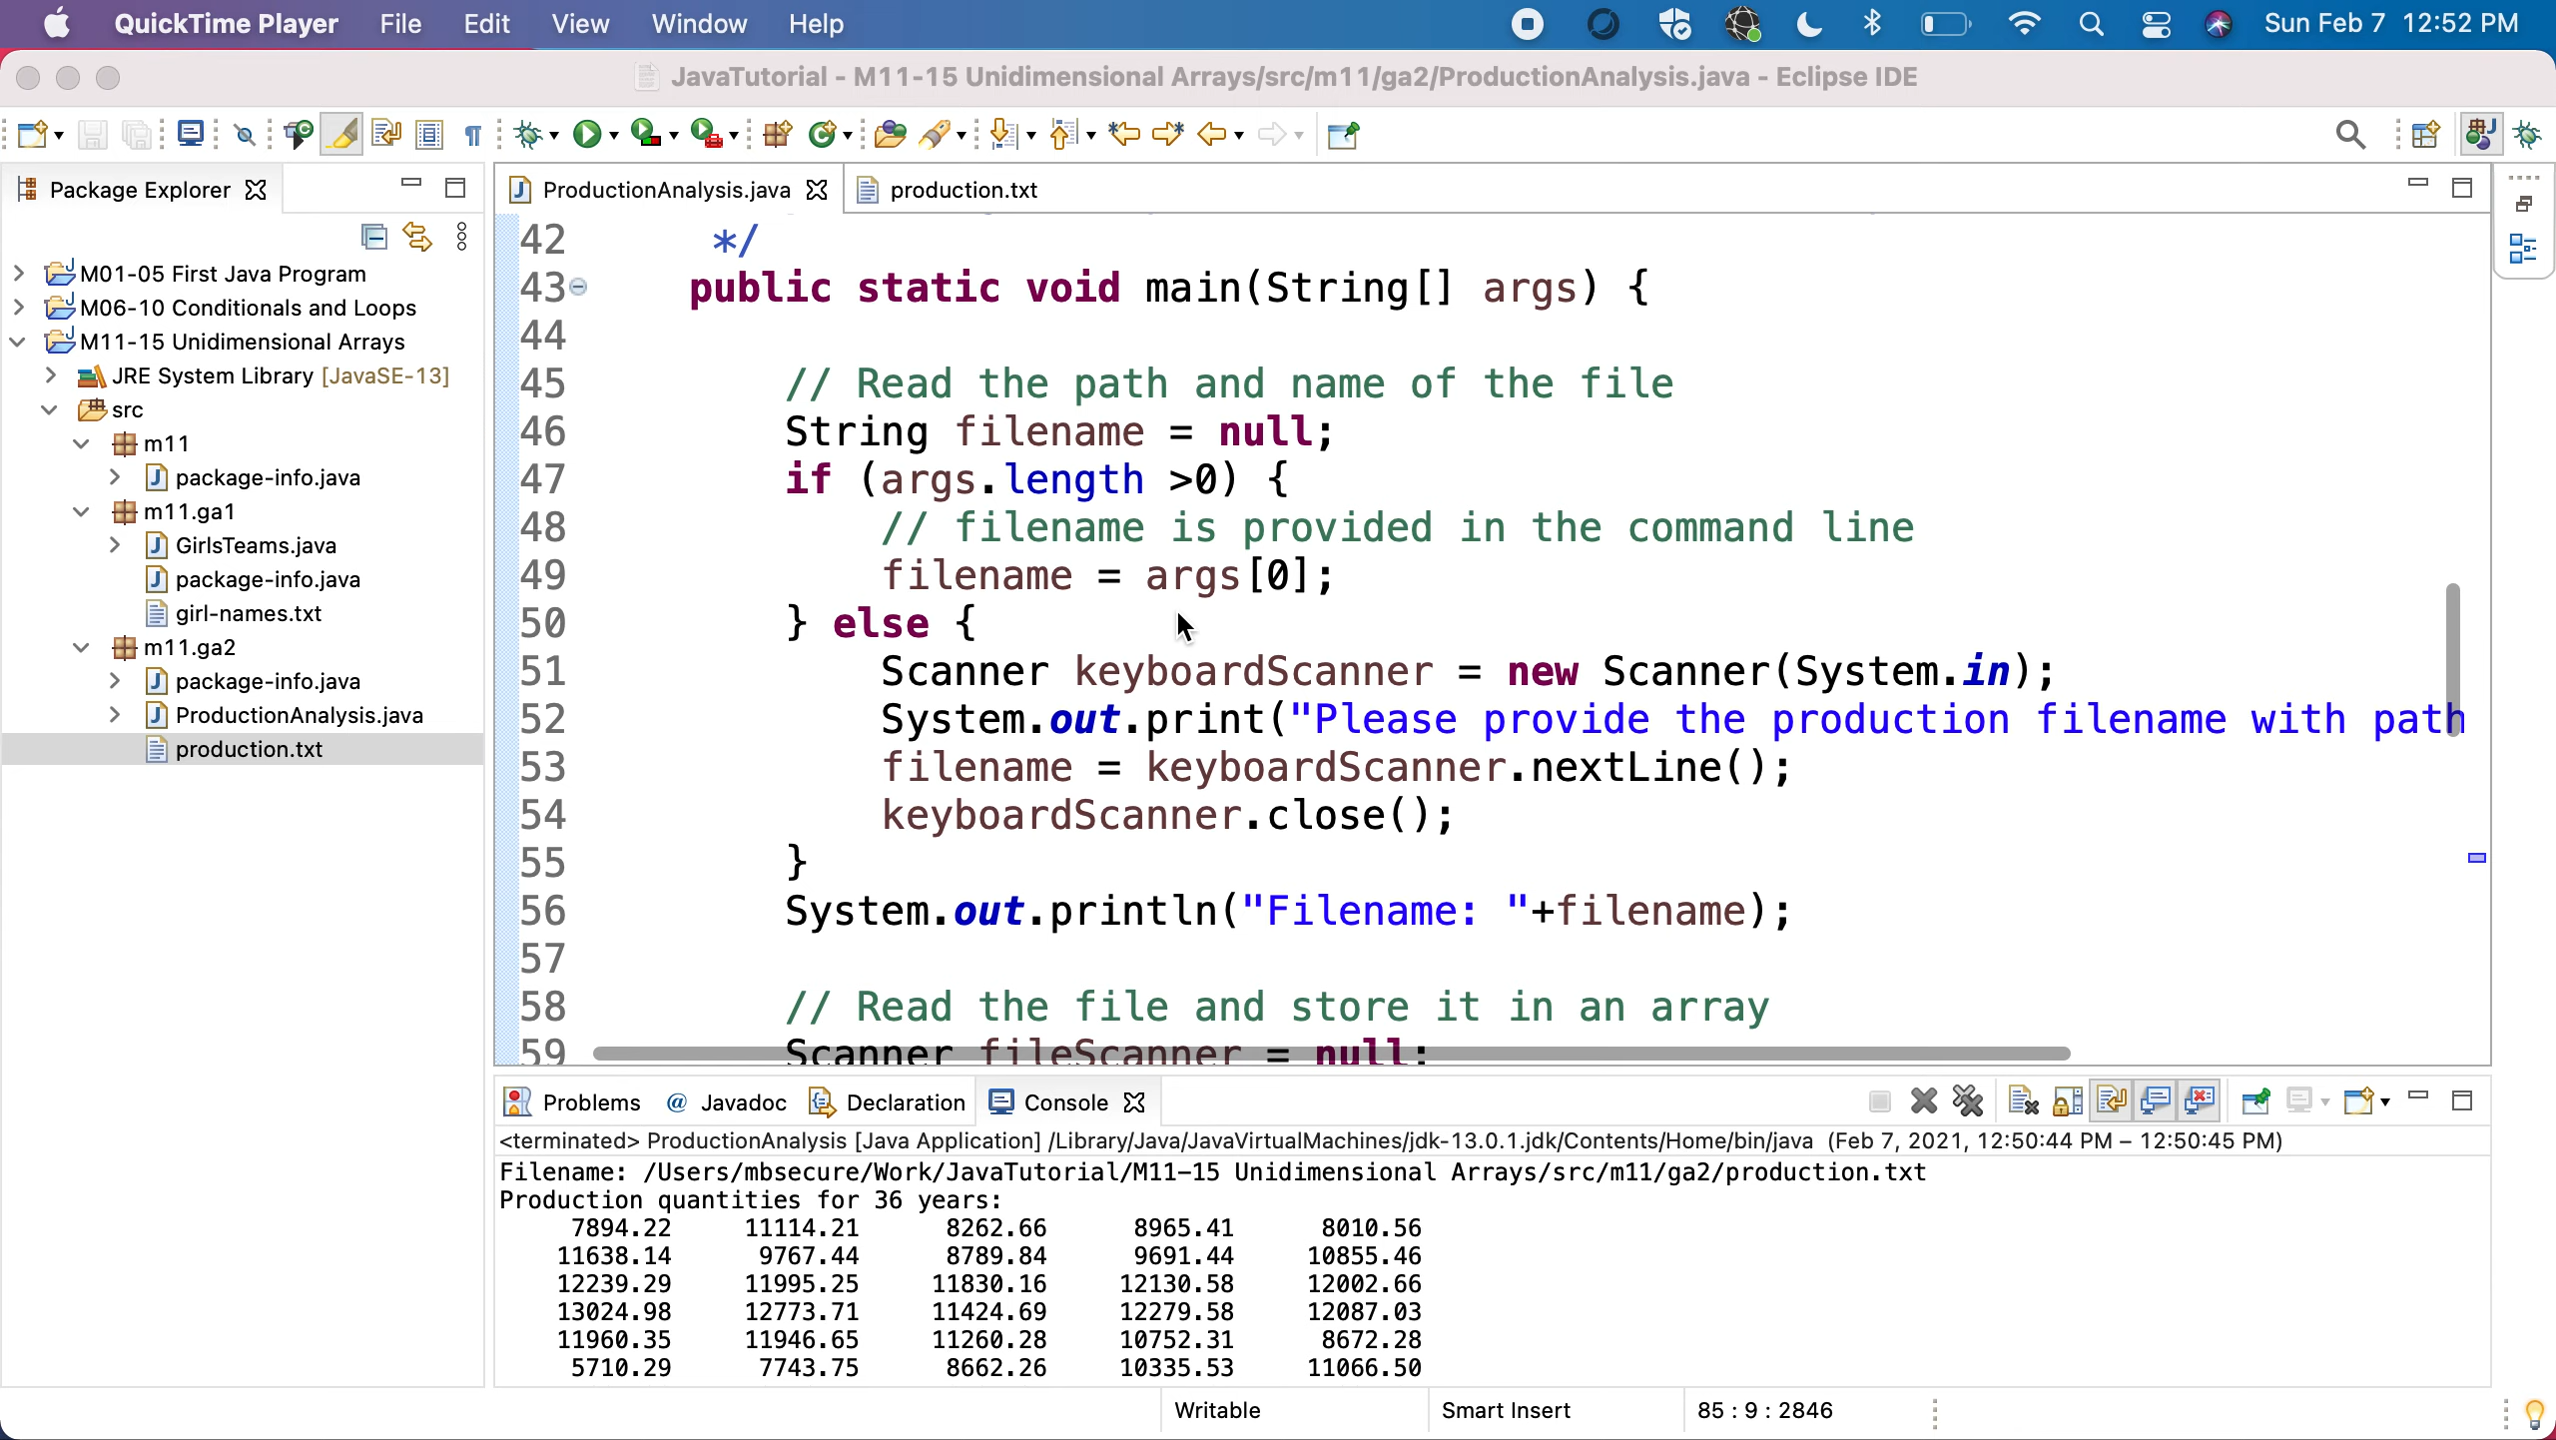 QuickTime Player File Edit View Window Help Sun Feb 7 12:52 PM
JavaTutorial - M11-15 Unidimensional Arrays/src/m11/ga2/ProductionAnalysis.java - Eclipse IDE
Package Explorer
M01-05 First Java Program
M06-10 Conditionals and Loops
M11-15 Unidimensional Arrays
JRE System Library [JavaSE-13]
src
m11
package-info.java
m11.ga1
GirlsTeams.java
package-info.java
girl-names.txt
m11.ga2
package-info.java
ProductionAnalysis.java
production.txt
ProductionAnalysis.java production.txt
42 */
43 public static void main(String[] args) {
44
45 // Read the path and name of the file
46 String filename = null;
47 if (args.length >0) {
48 // filename is provided in the command line
49 filename = args[0];
50 } else {
51 Scanner keyboardScanner = new Scanner(System.in);
52 System.out.print("Please provide the production filename with path
53 filename = keyboardScanner.nextLine();
54 keyboardScanner.close();
55 }
56 System.out.println("Filename: "+filename);
57
58 // Read the file and store it in an array
59 Scanner fileScanner = null;
Problems @ Javadoc Declaration Console
<terminated> ProductionAnalysis [Java Application] /Library/Java/JavaVirtualMachines/jdk-13.0.1.jdk/Contents/Home/bin/java (Feb 7, 2021, 12:50:44 PM – 12:50:45 PM)
Filename: /Users/mbsecure/Work/JavaTutorial/M11-15 Unidimensional Arrays/src/m11/ga2/production.txt
Production quantities for 36 years:
7894.22 11114.21 8262.66 8965.41 8010.56
11638.14 9767.44 8789.84 9691.44 10855.46
12239.29 11995.25 11830.16 12130.58 12002.66
13024.98 12773.71 11424.69 12279.58 12087.03
11960.35 11946.65 11260.28 10752.31 8672.28
5710.29 7743.75 8662.26 10335.53 11066.50
Writable Smart Insert 85 : 9 : 2846